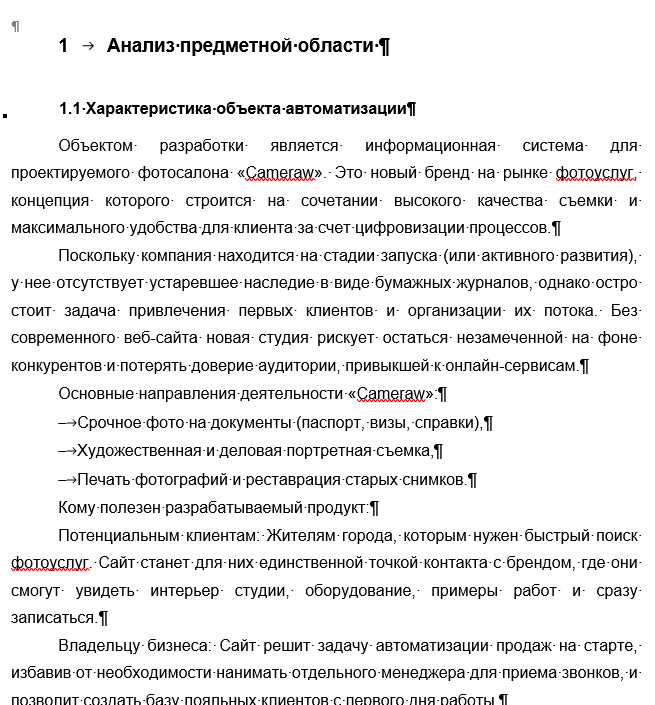 1 Анализ предметной области
1.1 Характеристика объекта автоматизации
Объектом разработки является информационная система для
проектируемого фотосалона «Cameraw». Это новый бренд на рынке фотоуслуг,
концепция которого строится на сочетании высокого качества съемки и
максимального удобства для клиента за счет цифровизации процессов.
Поскольку компания находится на стадии запуска (или активного развития),
у нее отсутствует устаревшее наследие в виде бумажных журналов, однако остро
стоит задача привлечения первых клиентов и организации их потока. Без
современного веб-сайта новая студия рискует остаться незамеченной на фоне
конкурентов и потерять доверие аудитории, привыкшей к онлайн-сервисам.
Основные направления деятельности «Cameraw»:
– Срочное фото на документы (паспорт, визы, справки),
– Художественная и деловая портретная съемка,
– Печать фотографий и реставрация старых снимков.
Кому полезен разрабатываемый продукт:
Потенциальным клиентам: Жителям города, которым нужен быстрый поиск
фотоуслуг. Сайт станет для них единственной точкой контакта с брендом, где они
смогут увидеть интерьер студии, оборудование, примеры работ и сразу
записаться.
Владельцу бизнеса: Сайт решит задачу автоматизации продаж на старте,
избавив от необходимости нанимать отдельного менеджера для приема звонков, и
позволит создать базу лояльных клиентов с первого дня работы.